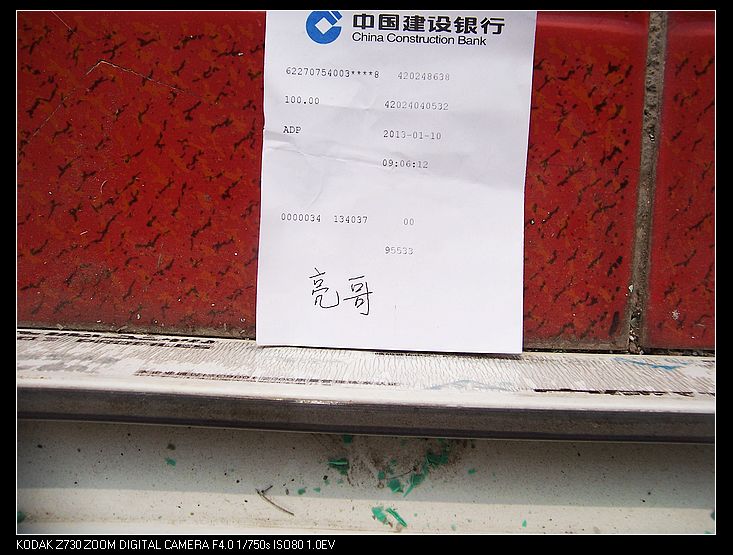 中国建设银行
China Construction Bank
62270754003****8 420248638
100.00 42024040532
ADP 2013-01-10
09:06:12
0000034 134037 00
95533
亮哥
KODAK Z730 ZOOM DIGITAL CAMERA F4.0 1/750s ISO80 1.0EV